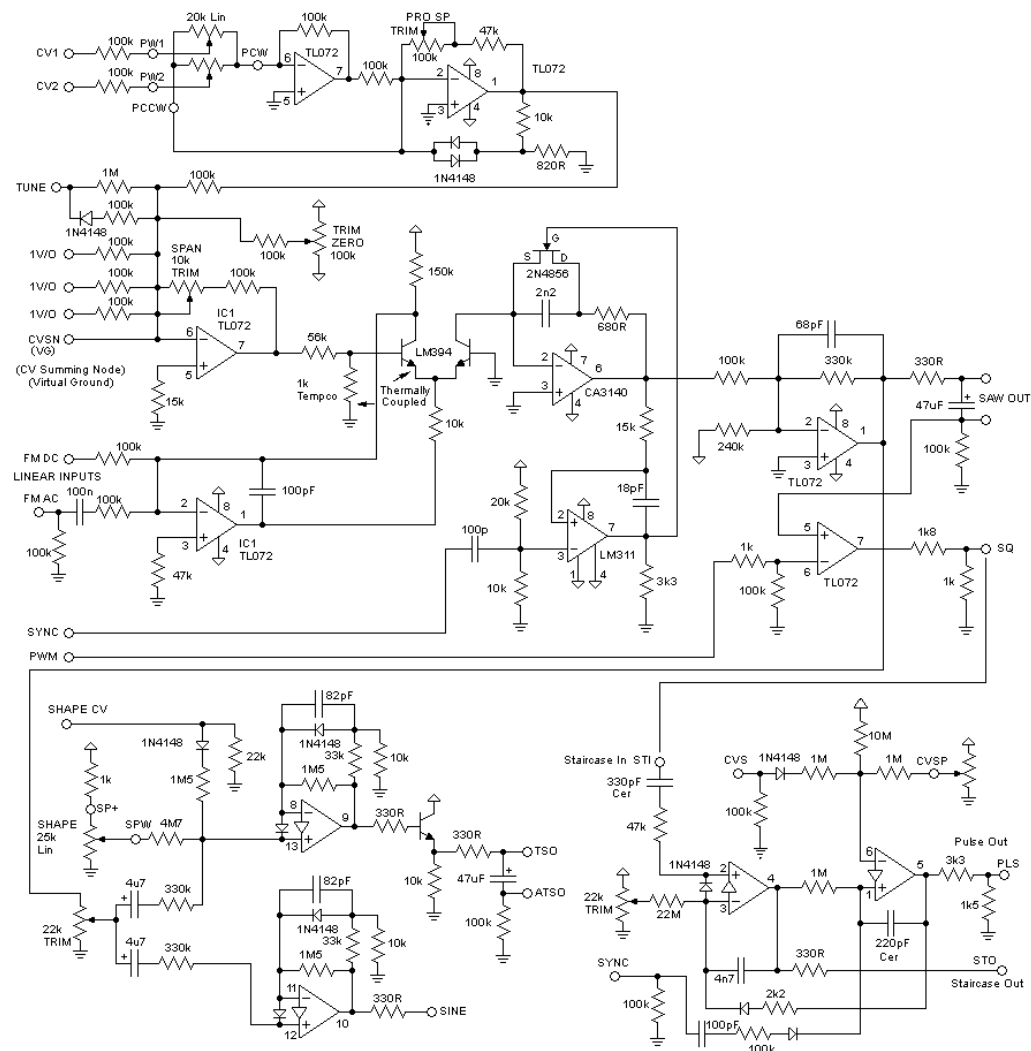 20k Lin
100k
PRO SP
TRIM
47k
100k
CV1
100k
PW1
PCW
6
TL072
7
100k
5
2
8
1
TL072
3
4
CV2
100k
PW2
PCCW
10k
1N4148
820R
TUNE
1M
100k
1N4148
100k
100k
TRIM
ZERO
100k
1V/O
100k
SPAN
10k
TRIM
100k
1V/O
100k
1V/O
100k
CVSN
(VG)
(CV Summing Node)
(Virtual Ground)
IC1
TL072
6
7
5
15k
56k
1k
Tempco
150k
LM394
Thermally
Coupled
10k
G
S
D
2N4856
2n2
680R
2
7
6
3
4
CA3140
100k
68pF
330k
330R
47uF
+
SAW OUT
100k
240k
2
8
1
3
4
TL072
15k
18pF
FM DC
100k
LINEAR INPUTS
FM AC
100n
100k
100k
2
8
1
3
4
IC1
TL072
100pF
47k
20k
100p
10k
2
8
7
3
1
4
LM311
3k3
1k
100k
5
6
7
TL072
1k8
SQ
1k
SYNC
PWM
SHAPE CV
1N4148
22k
1M5
1k
SP+
SHAPE
25k
Lin
SPW
4M7
82pF
1N4148
33k
10k
1M5
8
9
13
330R
330R
TSO
10k
47uF
+
ATSO
100k
22k
TRIM
+
4u7
330k
4u7
+
330k
82pF
1N4148
33k
10k
1M5
11
12
10
330R
SINE
Staircase In STI
330pF
Cer
47k
1N4148
22k
TRIM
22M
2
3
4
4n7
330R
CVS
1N4148
1M
100k
10M
1M
CVSP
1M
6
5
1
Pulse Out
3k3
PLS
1k5
220pF
Cer
STO
Staircase Out
2k2
SYNC
100k
100pF
100k